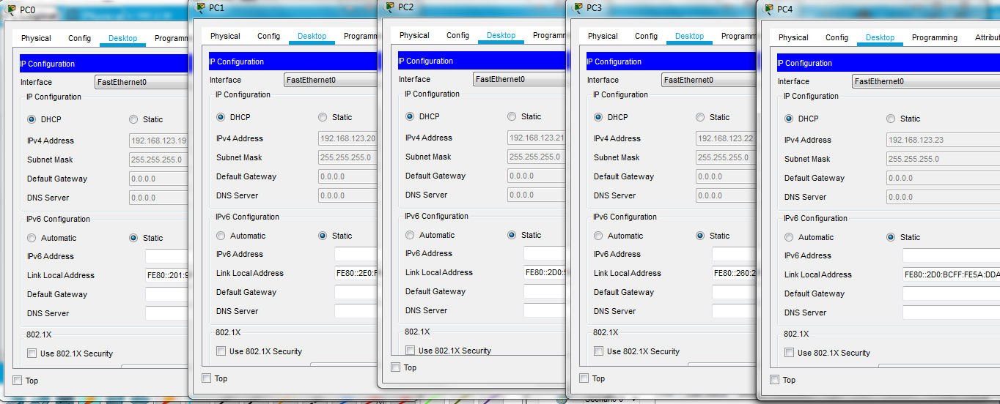 PC0
Physical Config Desktop Programm
IP Configuration
Interface FastEthernet0
IP Configuration
DHCP Static
IPv4 Address 192.168.123.19
Subnet Mask 255.255.255.0
Default Gateway 0.0.0.0
DNS Server 0.0.0.0
IPv6 Configuration
Automatic Static
IPv6 Address
Link Local Address FE80::201:9
Default Gateway
DNS Server
802.1X
Use 802.1X Security
Top
PC1
Physical Config Desktop Programm
IP Configuration
Interface FastEthernet0
IP Configuration
DHCP Static
IPv4 Address 192.168.123.20
Subnet Mask 255.255.255.0
Default Gateway 0.0.0.0
DNS Server 0.0.0.0
IPv6 Configuration
Automatic Static
IPv6 Address
Link Local Address FE80::2E0:F
Default Gateway
DNS Server
802.1X
Use 802.1X Security
Top
PC2
Physical Config Desktop Programm
IP Configuration
Interface FastEthernet0
IP Configuration
DHCP Static
IPv4 Address 192.168.123.21
Subnet Mask 255.255.255.0
Default Gateway 0.0.0.0
DNS Server 0.0.0.0
IPv6 Configuration
Automatic Static
IPv6 Address
Link Local Address FE80::2D0:
Default Gateway
DNS Server
802.1X
Use 802.1X Security
Top
PC3
Physical Config Desktop Programm
IP Configuration
Interface FastEthernet0
IP Configuration
DHCP Static
IPv4 Address 192.168.123.22
Subnet Mask 255.255.255.0
Default Gateway 0.0.0.0
DNS Server 0.0.0.0
IPv6 Configuration
Automatic Static
IPv6 Address
Link Local Address FE80::260:2
Default Gateway
DNS Server
802.1X
Use 802.1X Security
Top
PC4
Physical Config Desktop Programming Attribu
IP Configuration
Interface FastEthernet0
IP Configuration
DHCP Static
IPv4 Address 192.168.123.23
Subnet Mask 255.255.255.0
Default Gateway 0.0.0.0
DNS Server 0.0.0.0
IPv6 Configuration
Automatic Static
IPv6 Address
Link Local Address FE80::2D0:BCFF:FE5A:DDA
Default Gateway
DNS Server
802.1X
Use 802.1X Security
Top